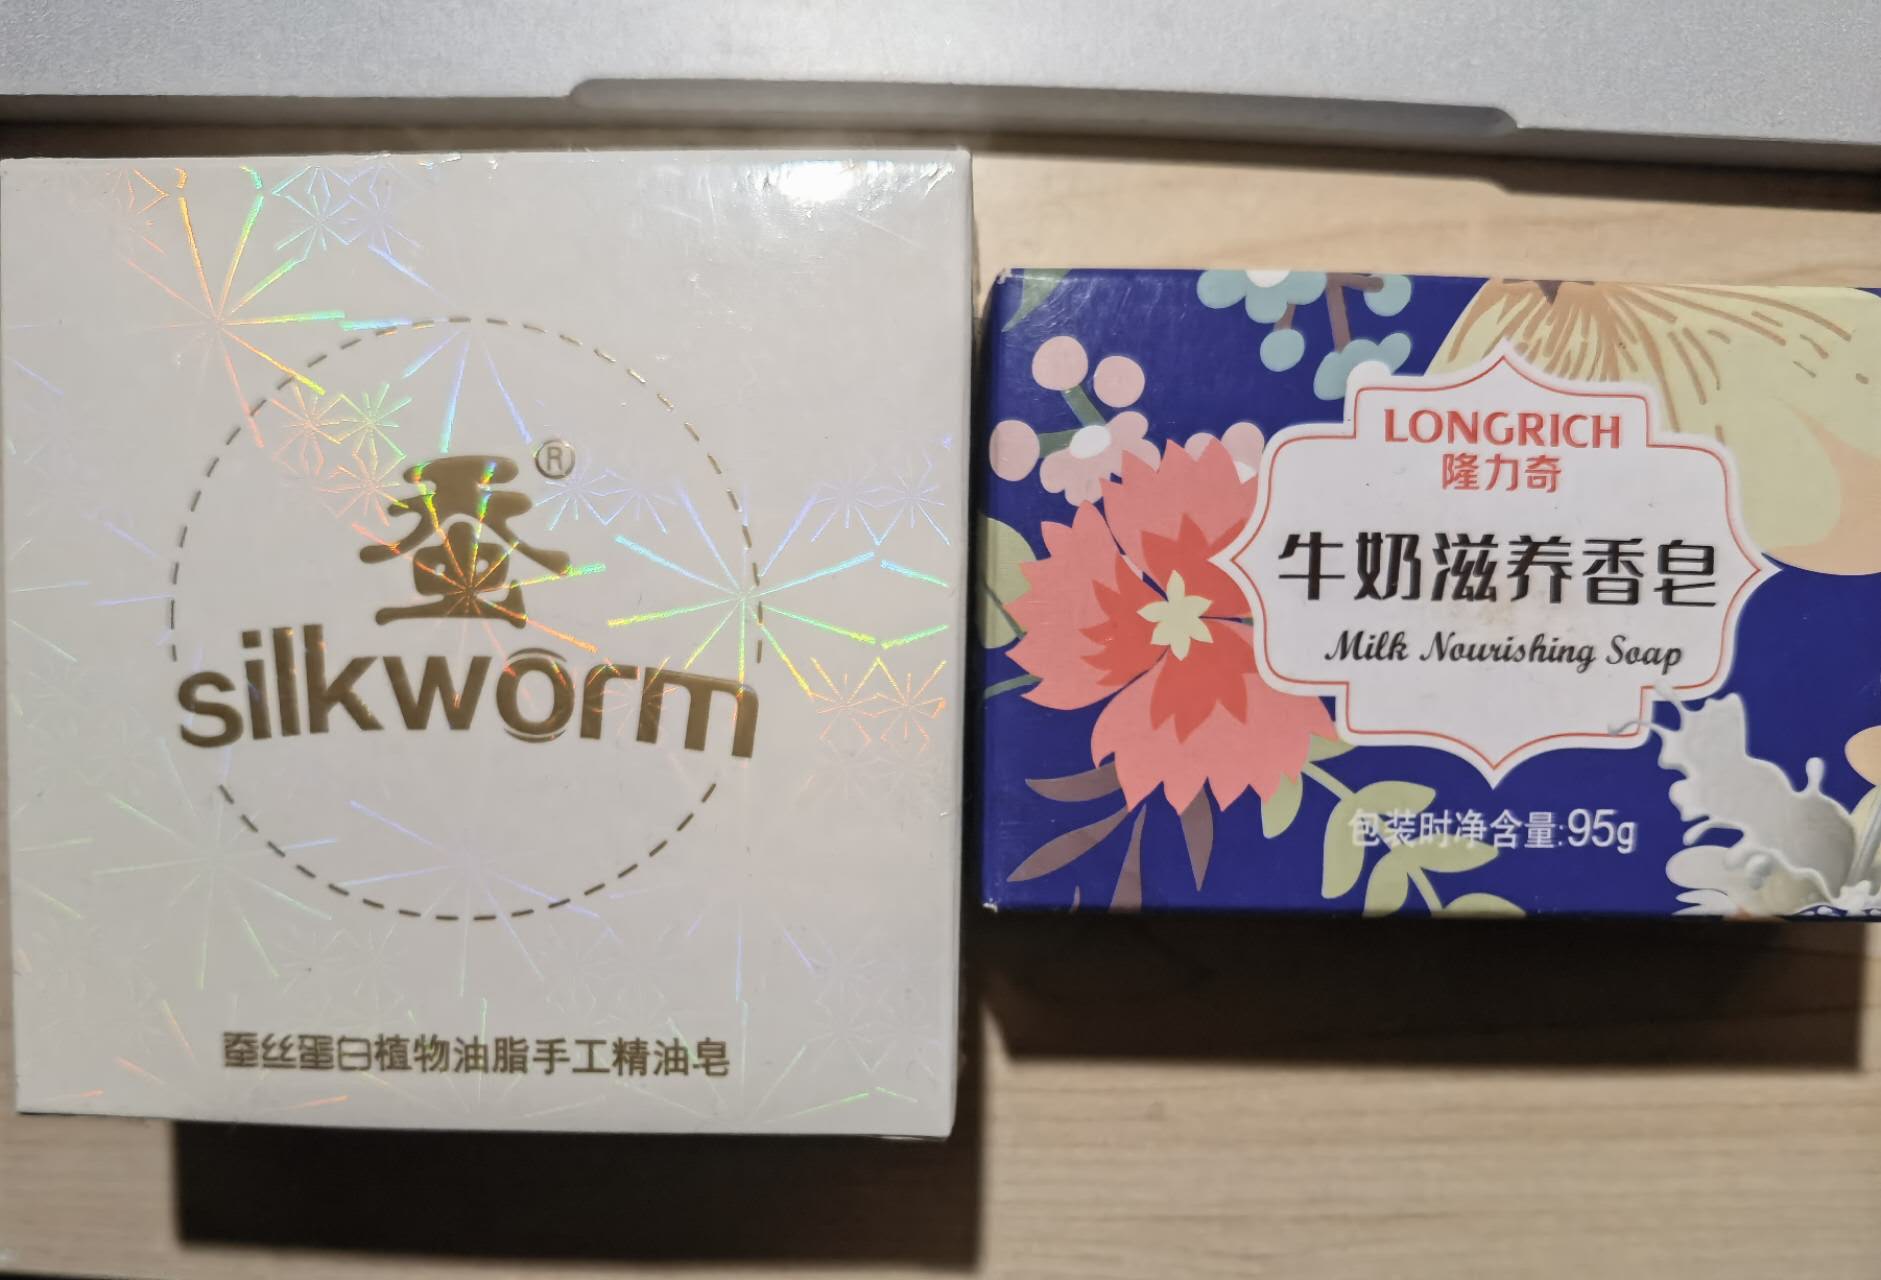 蚕®
silkworm
蚕丝蛋白植物油脂手工精油皂
LONGRICH
隆力奇
牛奶滋养香皂
Milk Nourishing Soap
包装时净含量:95g